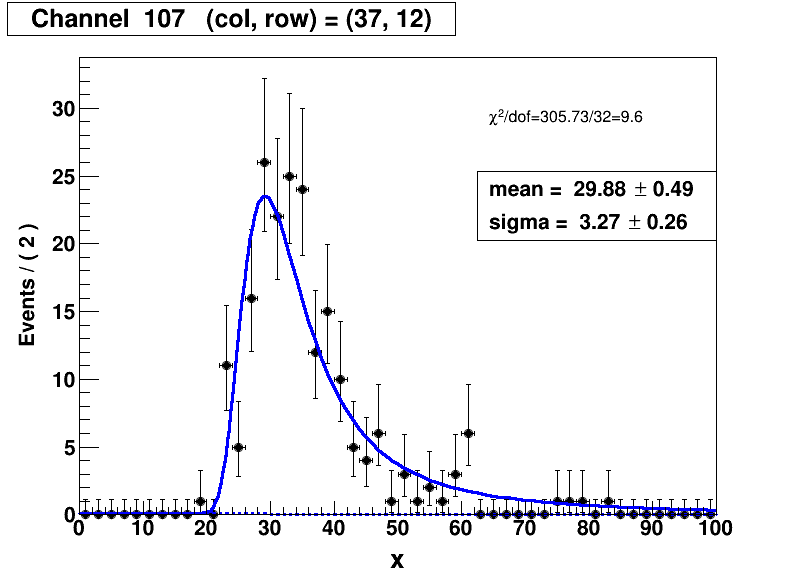 Channel 107 (col, row) = (37, 12)
χ²/dof=305.73/32=9.6
mean = 29.88 ± 0.49
sigma = 3.27 ± 0.26
Events / ( 2 )
30
25
20
15
10
5
0
0 10 20 30 40 50 60 70 80 90 100
x